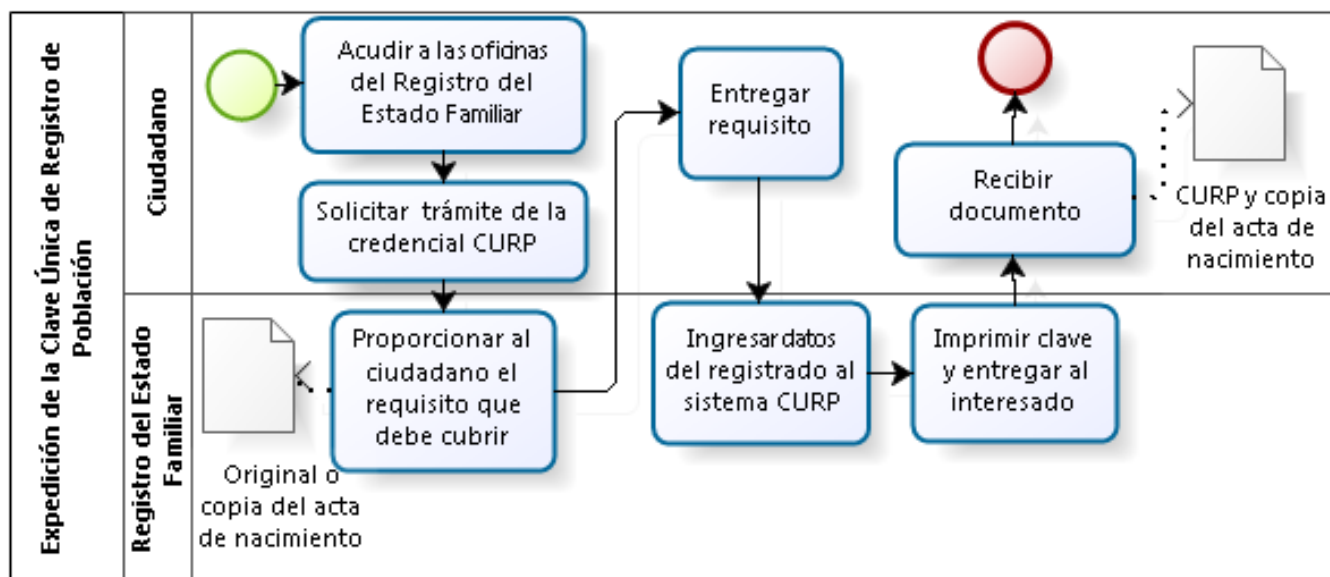 Expedición de la Clave Única de Registro de
Población
Ciudadano
Acudir a las oficinas
del Registro del
Estado Familiar
Solicitar trámite de la
credencial CURP
Entregar
requisito
Recibir
documento
CURP y copia
del acta de
nacimiento
Registro del Estado
Familiar
Original o
copia del acta
de nacimiento
Proporcionar al
ciudadano el
requisito que
debe cubrir
Ingresar datos
del registrado al
sistema CURP
Imprimir clave
y entregar al
interesado